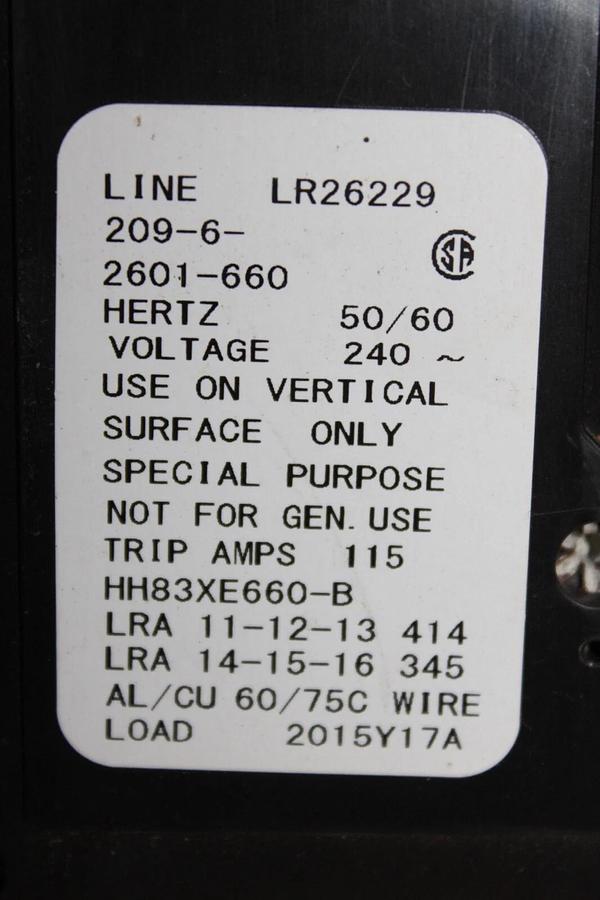 LINE LR26229
209-6-
SA
2601-660
HERTZ 50/60
VOLTAGE 240 ~
USE ON VERTICAL
SURFACE ONLY
SPECIAL PURPOSE
NOT FOR GEN. USE
TRIP AMPS 115
HH83XE660-B
LRA 11-12-13 414
LRA 14-15-16 345
AL/CU 60/75C WIRE
LOAD 2015Y17A